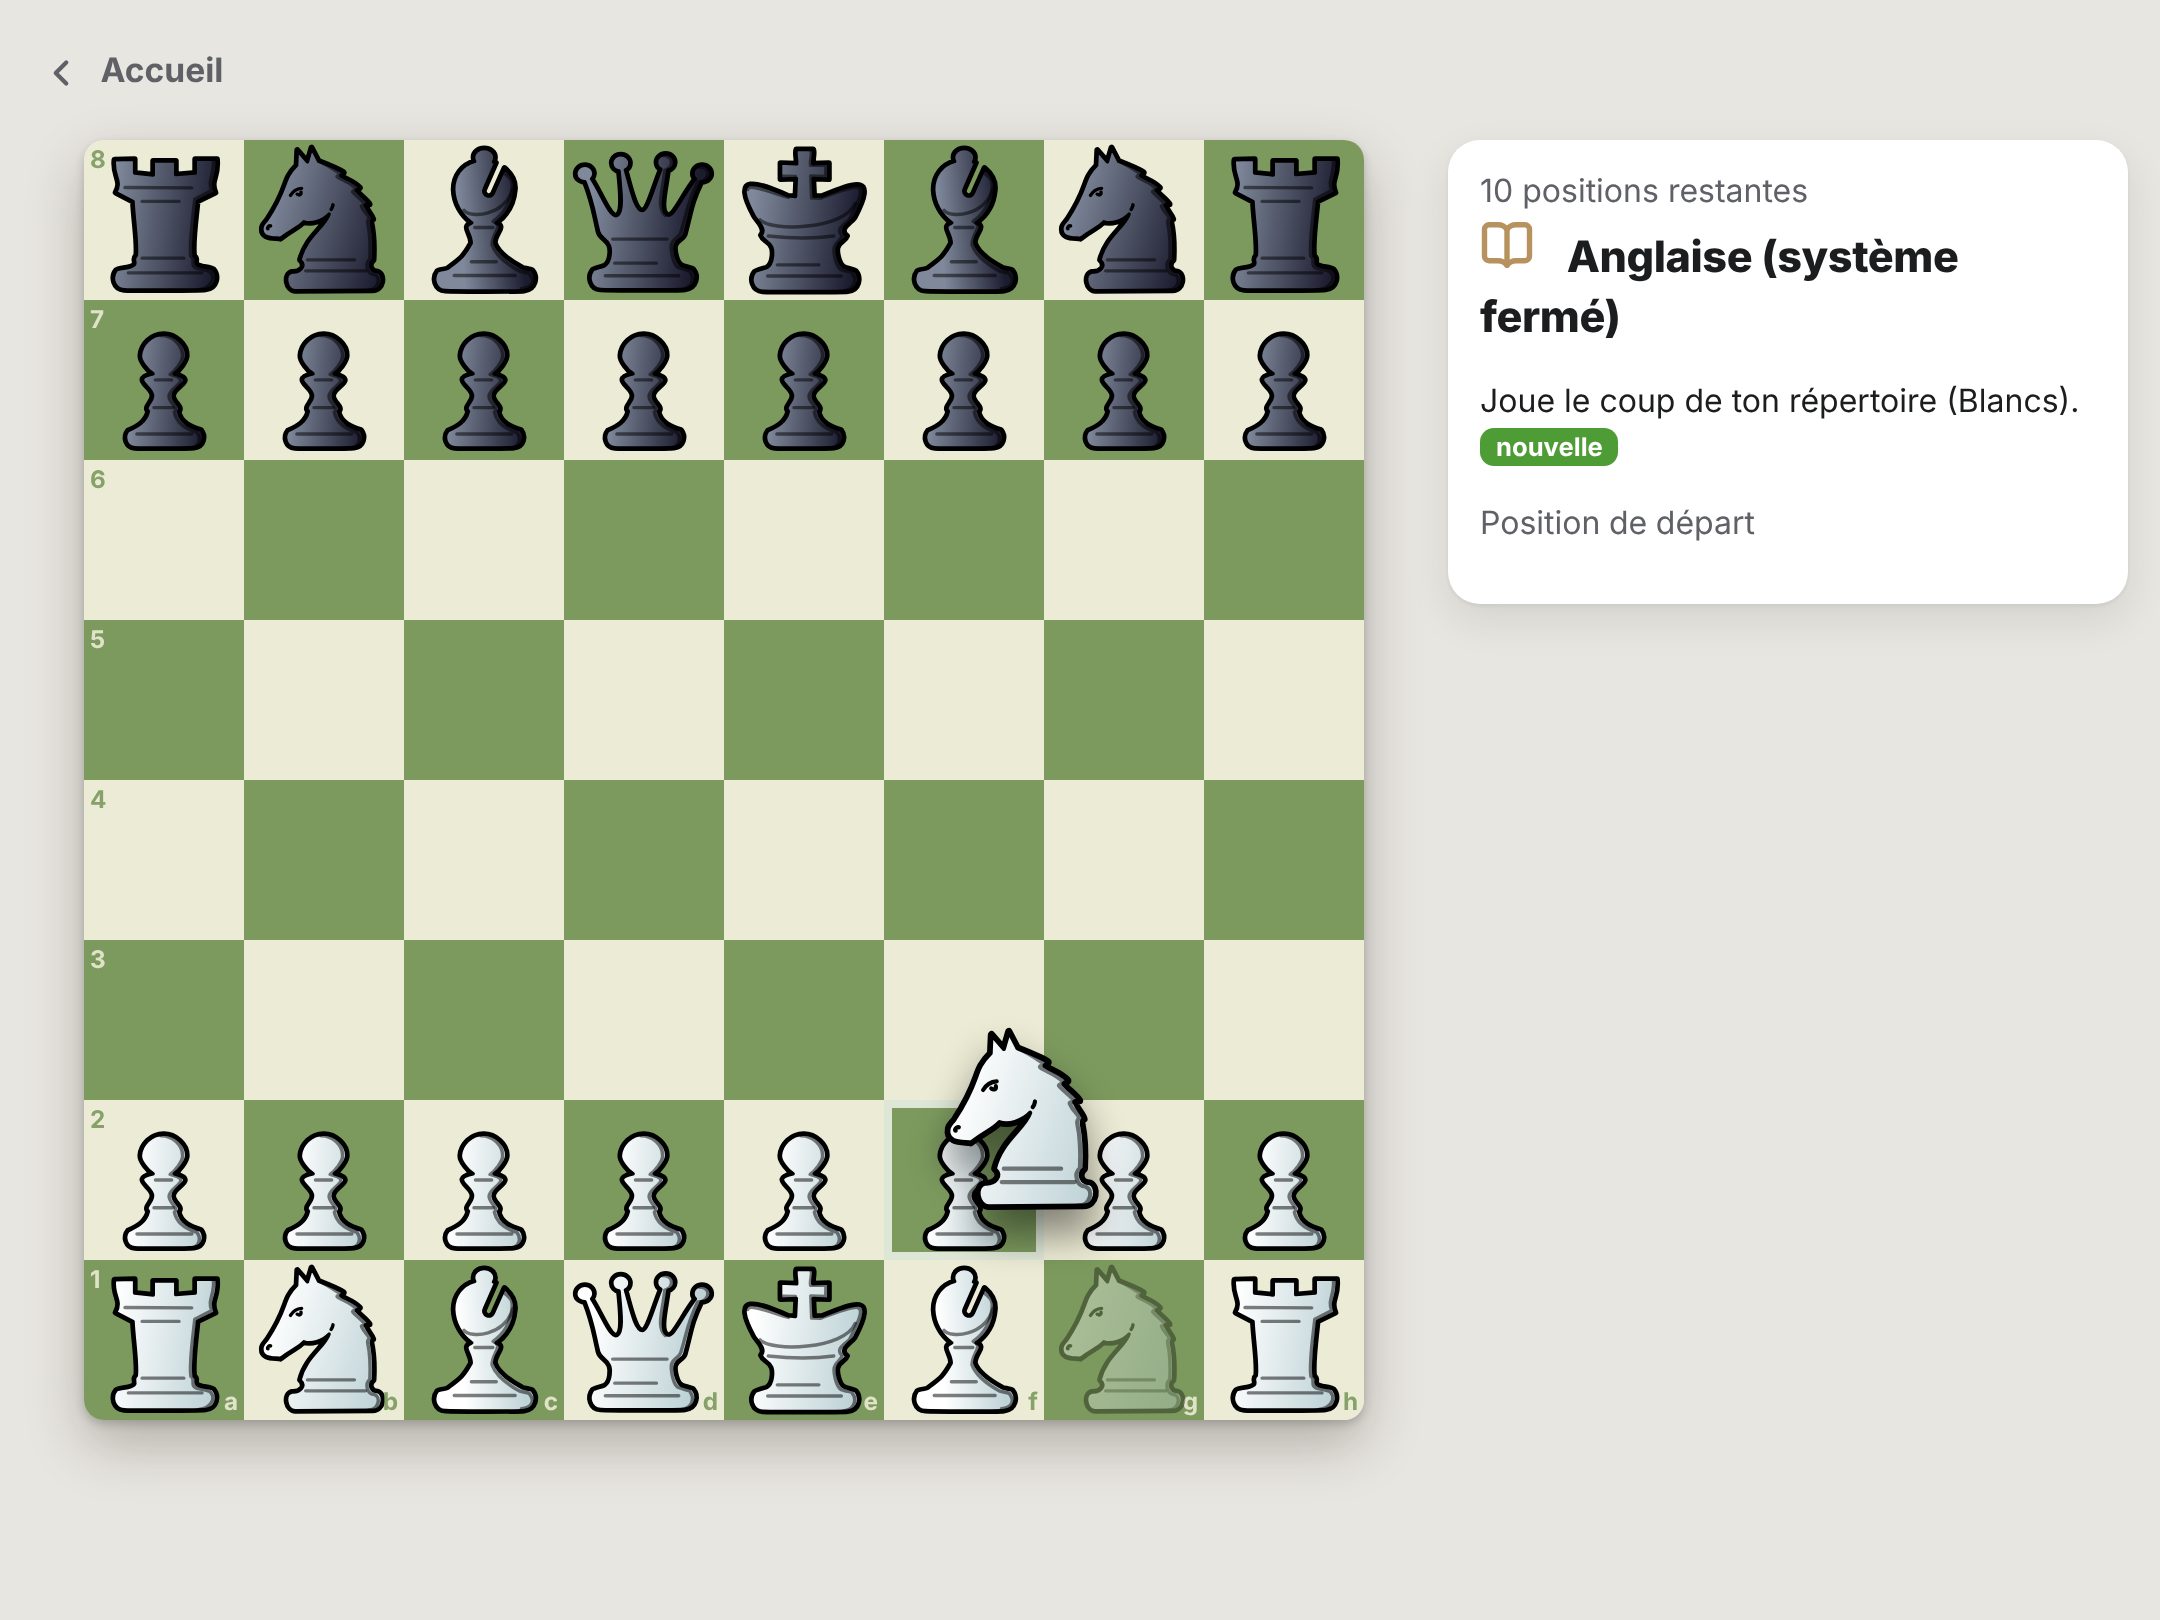 Accueil
8
7
6
5
4
3
2
1
a b c d e f g h
10 positions restantes
Anglaise (système
fermé)
Joue le coup de ton répertoire (Blancs).
nouvelle
Position de départ